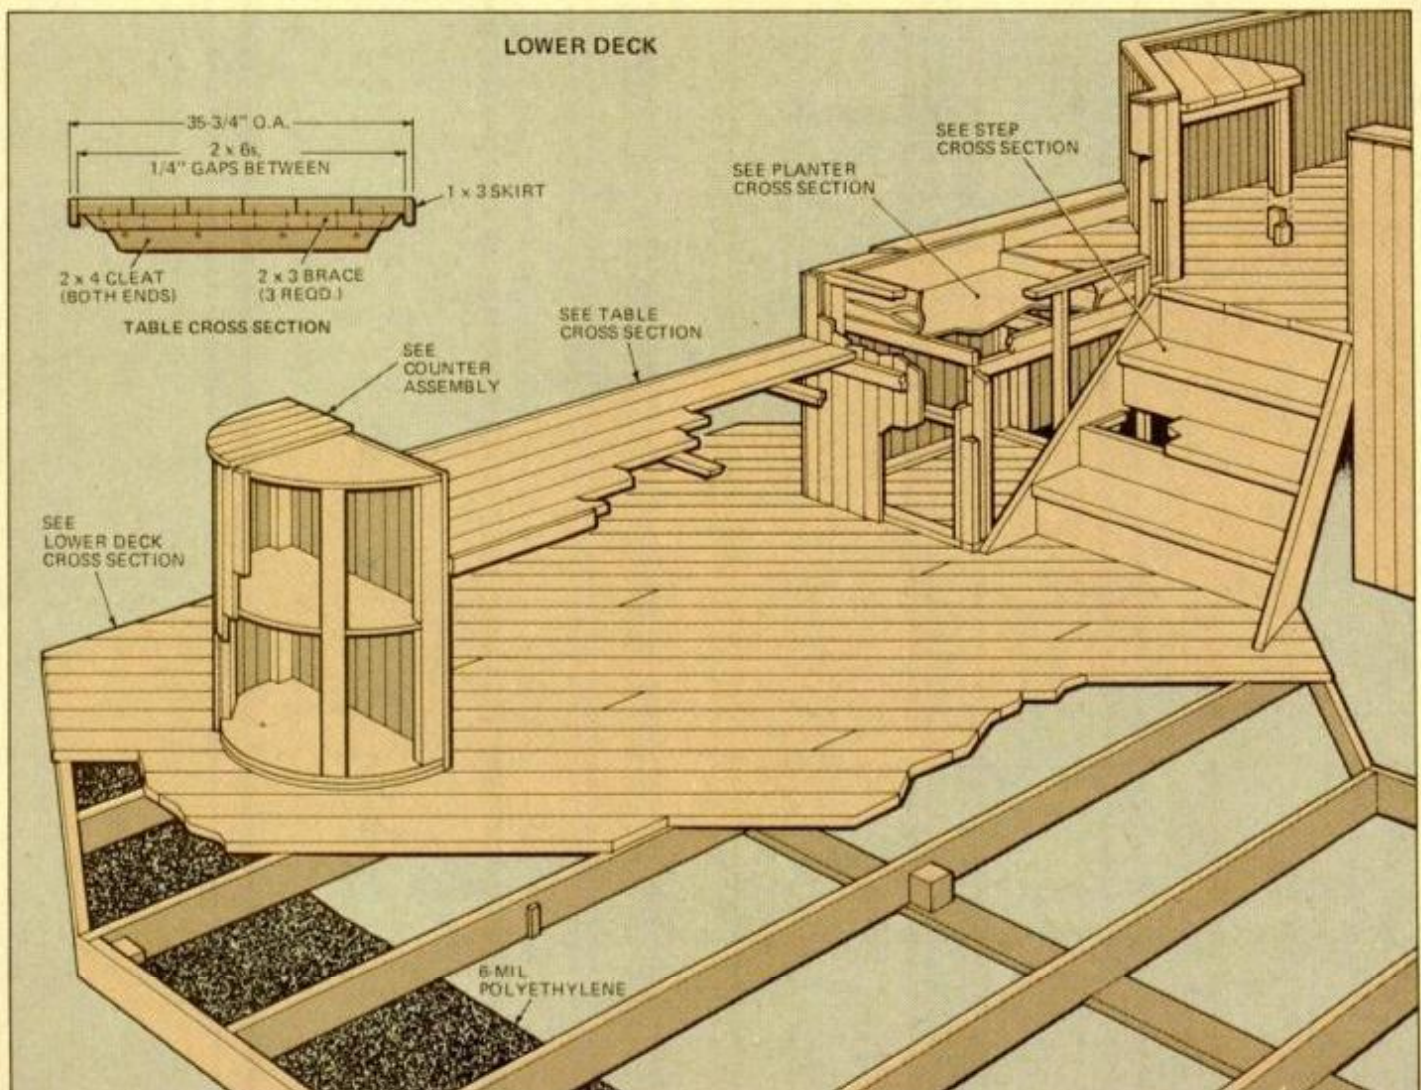 LOWER DECK
35-3/4" O.A.
2 x 6s,
1/4" GAPS BETWEEN
1 x 3 SKIRT
2 x 4 CLEAT
(BOTH ENDS)
2 x 3 BRACE
(3 REQD.)
TABLE CROSS SECTION
SEE STEP
CROSS SECTION
SEE PLANTER
CROSS SECTION
SEE TABLE
CROSS SECTION
SEE
COUNTER
ASSEMBLY
SEE
LOWER DECK
CROSS SECTION
6-MIL
POLYETHYLENE